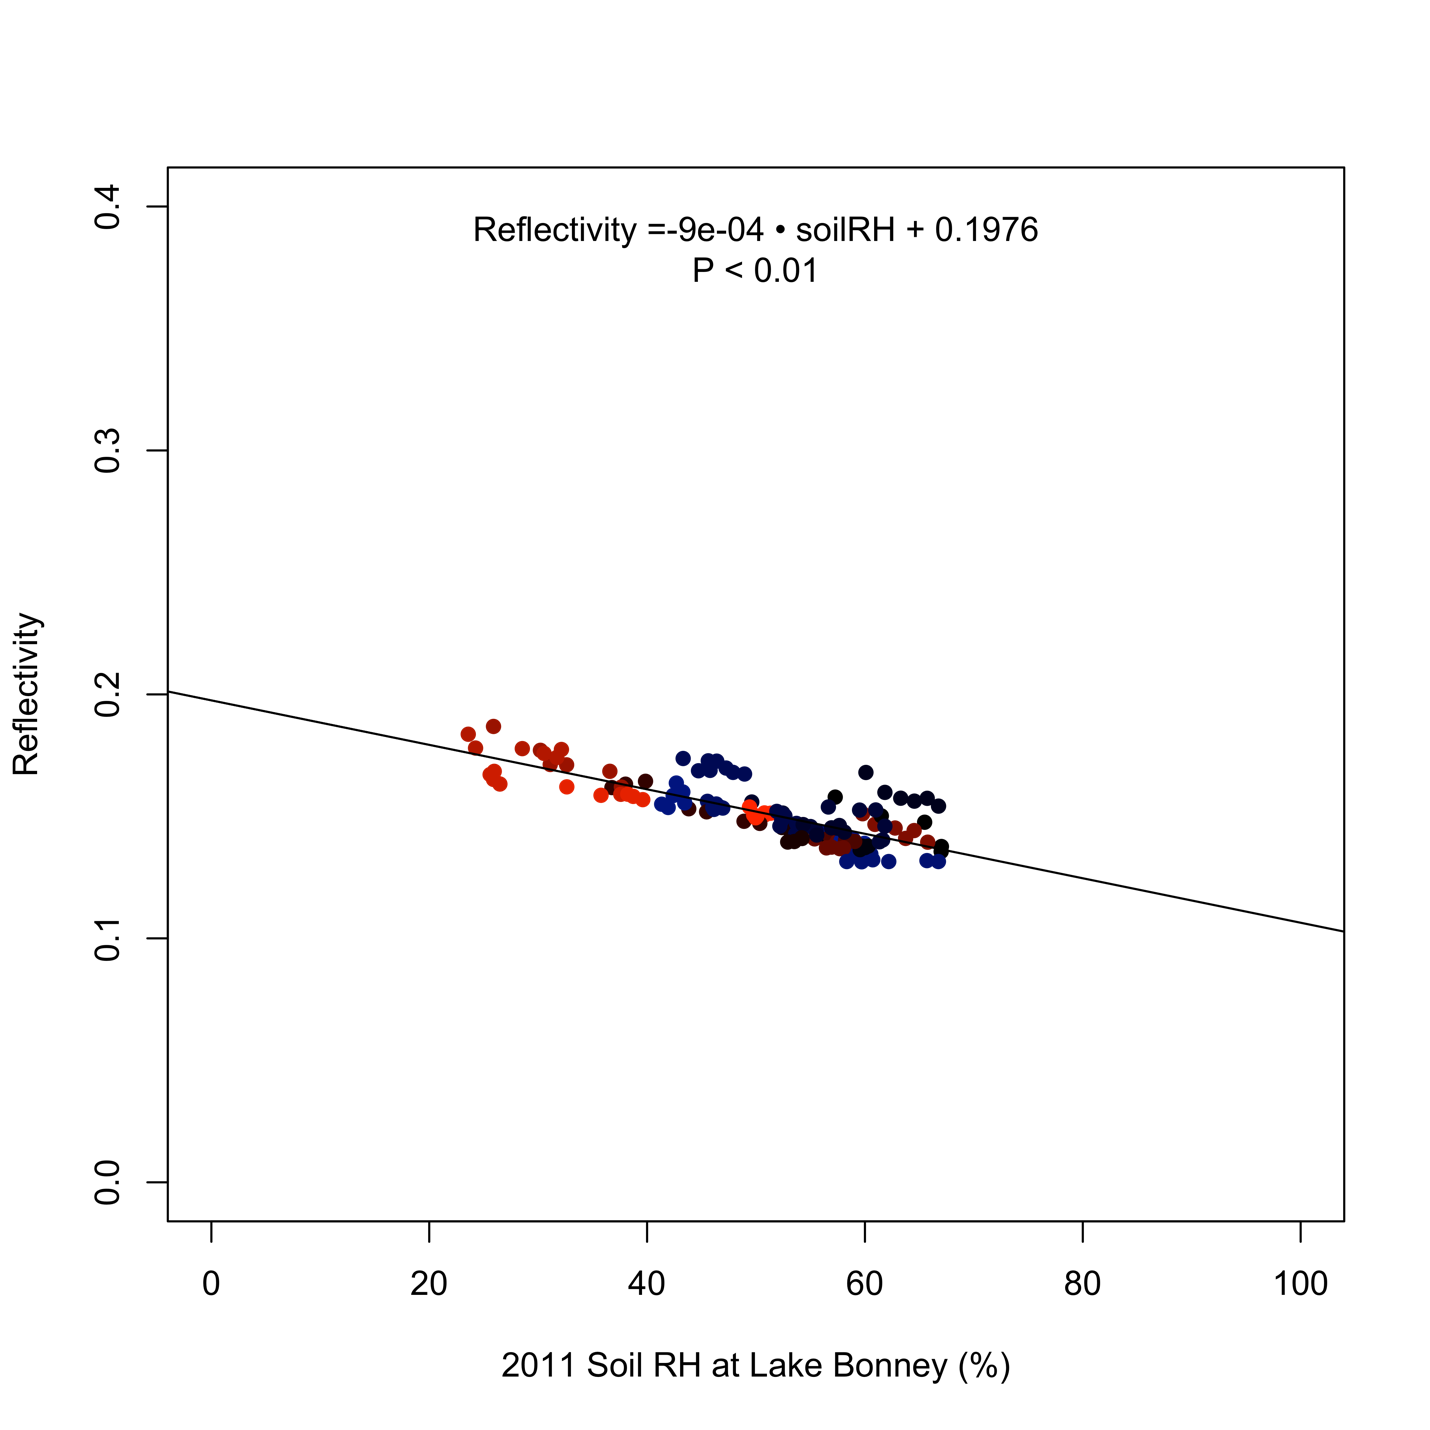 Reflectivity =-9e-04 • soilRH + 0.1976
P < 0.01
0.4
0.3
0.2
0.1
0.0
Reflectivity
0 20 40 60 80 100
2011 Soil RH at Lake Bonney (%)